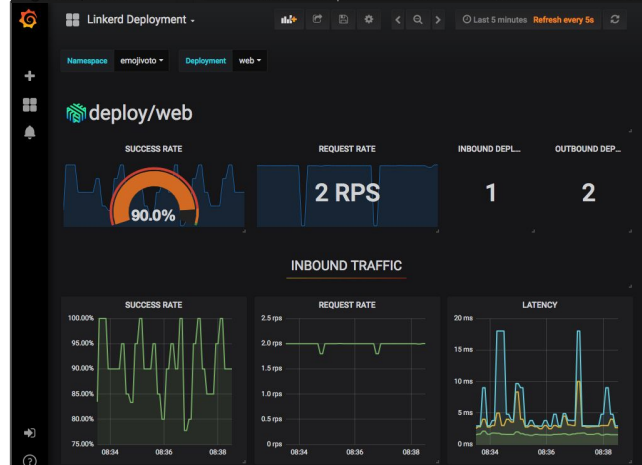 Linkerd Deployment
Last 5 minutes Refresh every 5s
Namespace emojivoto Deployment web
deploy/web
SUCCESS RATE
REQUEST RATE
INBOUND DEPL...
OUTBOUND DEP...
90.0%
2 RPS
1
2
INBOUND TRAFFIC
SUCCESS RATE
100.00%
95.00%
90.00%
85.00%
80.00%
75.00%
08:34 08:36 08:38
REQUEST RATE
2.5 rps
2.0 rps
1.5 rps
1.0 rps
0.5 rps
0 rps
08:34 08:36 08:38
LATENCY
20 ms
15 ms
10 ms
5 ms
0 ms
08:34 08:36 08:38